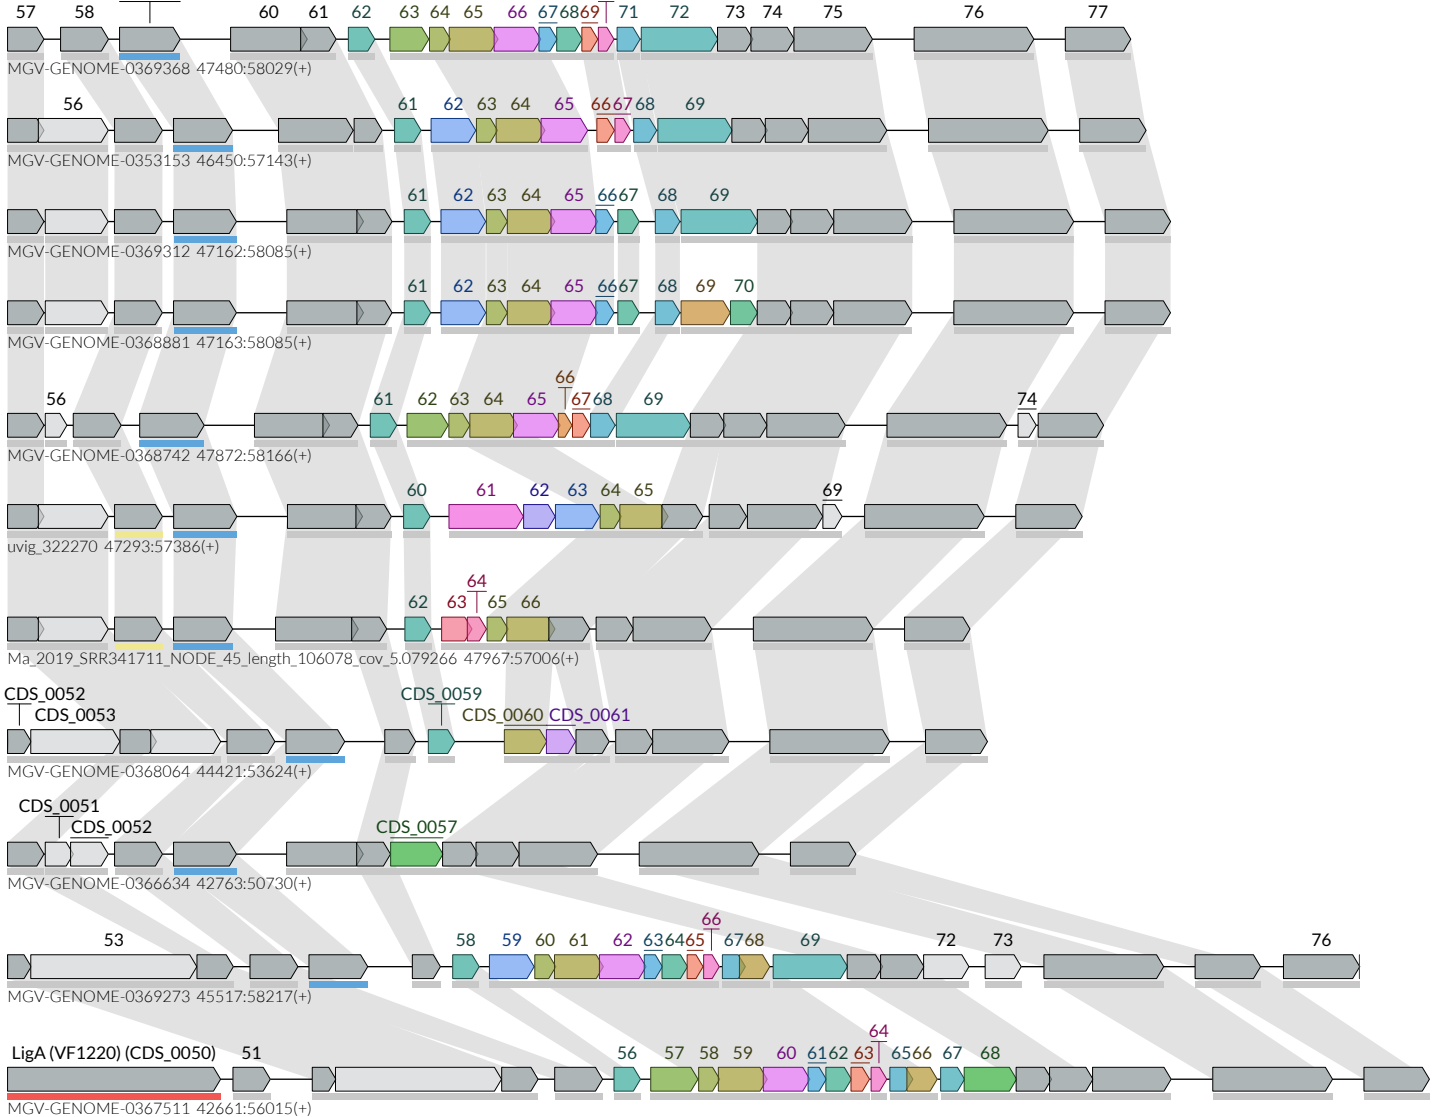 57 58 60 61 62 63 64 65 66 67 68 69 71 72 73 74 75 76 77
MGV-GENOME-0369368 47480:58029(+)
56 61 62 63 64 65 66 67 68 69
MGV-GENOME-0353153 46450:57143(+)
61 62 63 64 65 66 67 68 69
MGV-GENOME-0369312 47162:58085(+)
61 62 63 64 65 66 67 68 69 70
MGV-GENOME-0368881 47163:58085(+)
66
56 61 62 63 64 65 67 68 69 74
MGV-GENOME-0368742 47872:58166(+)
60 61 62 63 64 65 69
uvig_322270 47293:57386(+)
64
62 63 65 66
Ma_2019_SRR341711_NODE_45_length_106078_cov_5.079266 47967:57006(+)
CDS_0052 CDS_0059
CDS_0053 CDS_0060 CDS_0061
MGV-GENOME-0368064 44421:53624(+)
CDS_0051
CDS_0052 CDS_0057
MGV-GENOME-0366634 42763:50730(+)
66
53 58 59 60 61 62 63 64 65 67 68 69 72 73 76
MGV-GENOME-0369273 45517:58217(+)
64
LigA (VF1220) (CDS_0050) 51 56 57 58 59 60 61 62 63 65 66 67 68
MGV-GENOME-0367511 42661:56015(+)